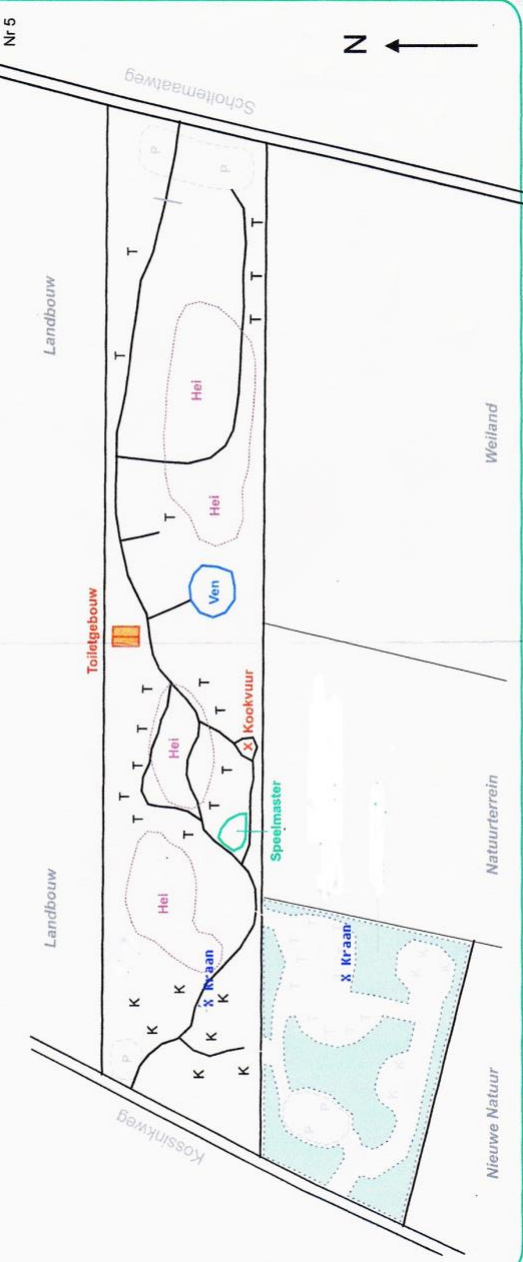 Nr 5
N
Scholtemaatweg
P
P
Landbouw
T
T
T
T
T
Hei
Hei
Weiland
T
Ven
Toiletgebouw
T
T
T
T
T
T
T
T
T
T
Hei
X Kookvuur
Speelmaster
Natuurterrein
Landbouw
Hei
X Kraan
X Kraan
K
K
K
K
K
K
K
P
Kossinkweg
T
T
T
T
K
K
K
K
P
P
Nieuwe Natuur